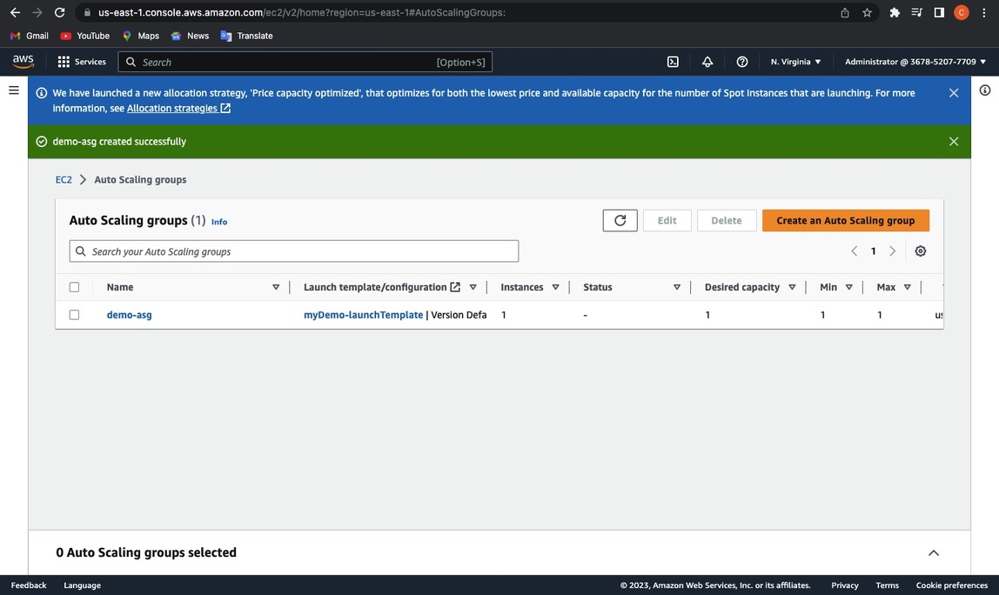 us-east-1.console.aws.amazon.com/ec2/v2/home?region=us-east-1#AutoScalingGroups:
C
Gmail YouTube Maps News Translate
aws Services Search [Option+S] N. Virginia Administrator @ 3678-5207-7709
We have launched a new allocation strategy, 'Price capacity optimized', that optimizes for both the lowest price and available capacity for the number of Spot Instances that are launching. For more
information, see Allocation strategies
demo-asg created successfully
EC2 Auto Scaling groups
Auto Scaling groups (1) Info Edit Delete Create an Auto Scaling group
Search your Auto Scaling groups 1
Name Launch template/configuration Instances Status Desired capacity Min Max
demo-asg myDemo-launchTemplate | Version Defa 1 - 1 1 1 us
0 Auto Scaling groups selected
Feedback Language © 2023, Amazon Web Services, Inc. or its affiliates. Privacy Terms Cookie preferences